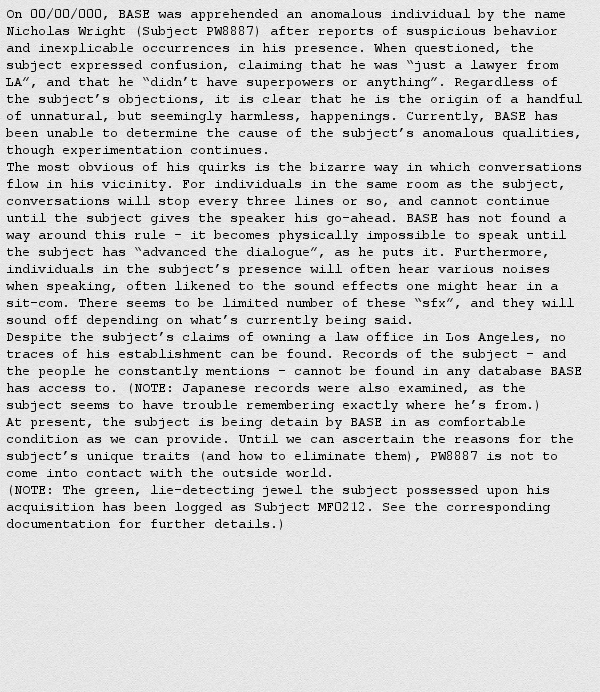 On 00/00/000, BASE was apprehended an anomalous individual by the name
Nicholas Wright (Subject PW8887) after reports of suspicious behavior
and inexplicable occurrences in his presence. When questioned, the
subject expressed confusion, claiming that he was “just a lawyer from
LA”, and that he “didn’t have superpowers or anything”. Regardless of
the subject’s objections, it is clear that he is the origin of a handful
of unnatural, but seemingly harmless, happenings. Currently, BASE has
been unable to determine the cause of the subject’s anomalous qualities,
though experimentation continues.
The most obvious of his quirks is the bizarre way in which conversations
flow in his vicinity. For individuals in the same room as the subject,
conversations will stop every three lines or so, and cannot continue
until the subject gives the speaker his go-ahead. BASE has not found a
way around this rule - it becomes physically impossible to speak until
the subject has “advanced the dialogue”, as he puts it. Furthermore,
individuals in the subject’s presence will often hear various noises
when speaking, often likened to the sound effects one might hear in a
sit-com. There seems to be limited number of these “sfx”, and they will
sound off depending on what’s currently being said.
Despite the subject’s claims of owning a law office in Los Angeles, no
traces of his establishment can be found. Records of the subject - and
the people he constantly mentions - cannot be found in any database BASE
has access to. (NOTE: Japanese records were also examined, as the
subject seems to have trouble remembering exactly where he’s from.)
At present, the subject is being detain by BASE in as comfortable
condition as we can provide. Until we can ascertain the reasons for the
subject’s unique traits (and how to eliminate them), PW8887 is not to
come into contact with the outside world.
(NOTE: The green, lie-detecting jewel the subject possessed upon his
acquisition has been logged as Subject MF0212. See the corresponding
documentation for further details.)